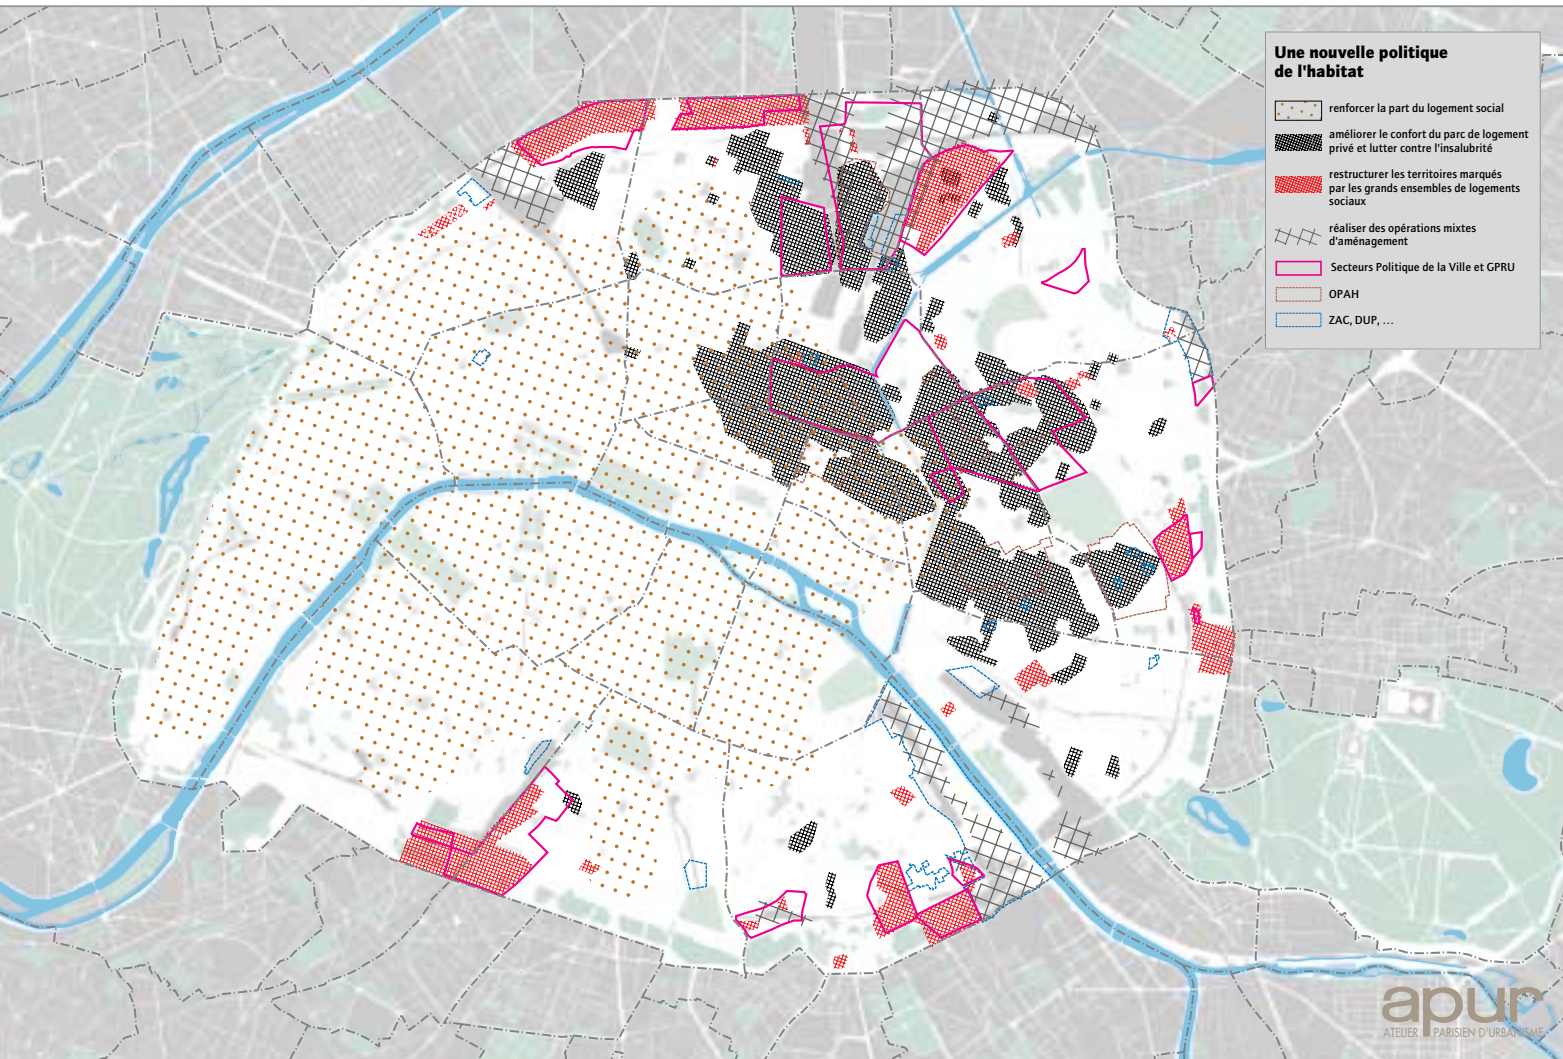 Une nouvelle politique
de l'habitat
renforcer la part du logement social
améliorer le confort du parc de logement
privé et lutter contre l'insalubrité
restructurer les territoires marqués
par les grands ensembles de logements
sociaux
réaliser des opérations mixtes
d'aménagement
Secteurs Politique de la Ville et GPRU
OPAH
ZAC, DUP, ...
apur
ATELIER PARISIEN D'URBANISME